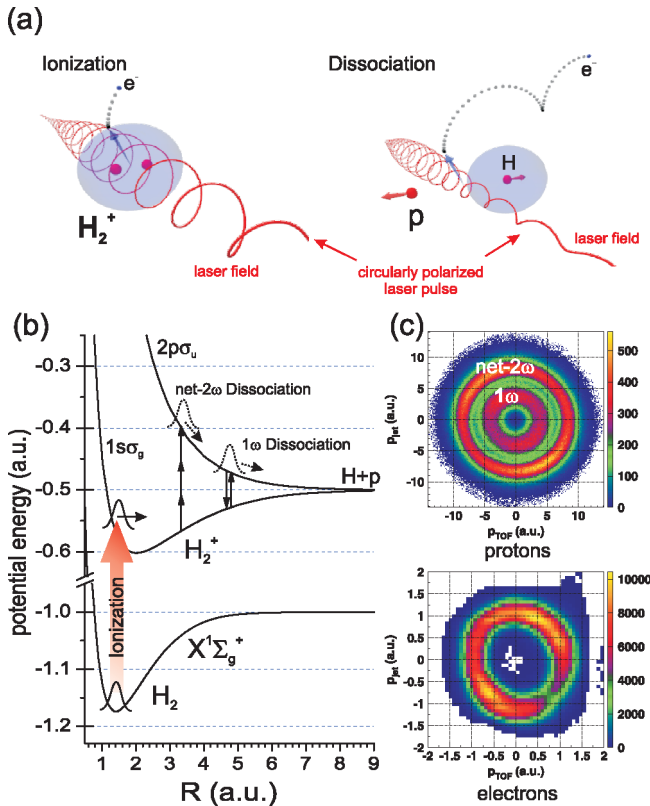 (a)
Ionization
Dissociation
e-
e-
H
H2+
p
laser field
circularly polarized
laser pulse
laser field
(b)
(c)
potential energy (a.u.)
-0.3
-0.4
-0.5
-0.6
-1.0
-1.1
-1.2
2pσu
net-2ω Dissociation
1sσg
1ω Dissociation
H+p
H2+
Ionization
X1Σg+
H2
1 2 3 4 5 6 7 8 9
R (a.u.)
pjet (a.u.)
10
5
0
-5
-10
net-2ω
1ω
-10 -5 0 5 10
pTOF (a.u.)
protons
500
400
300
200
100
0
pjet (a.u.)
2
1.5
1
0.5
0
-0.5
-1
-1.5
-2
-2 -1.5 -1 -0.5 0 0.5 1 1.5 2
pTOF (a.u.)
electrons
10000
8000
6000
4000
2000
0